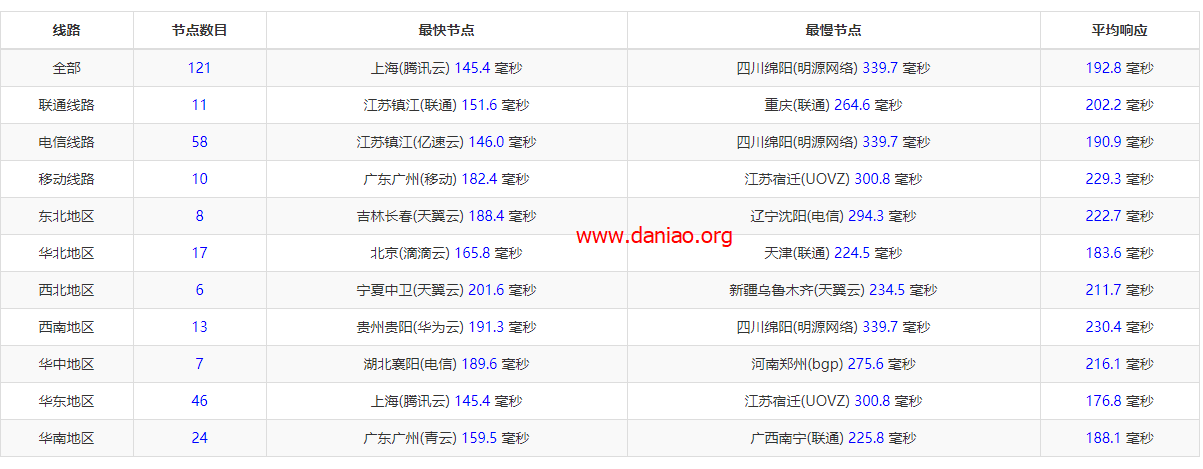 线路 节点数目 最快节点 最慢节点 平均响应
全部 121 上海(腾讯云) 145.4 毫秒 四川绵阳(明源网络) 339.7 毫秒 192.8 毫秒
联通线路 11 江苏镇江(联通) 151.6 毫秒 重庆(联通) 264.6 毫秒 202.2 毫秒
电信线路 58 江苏镇江(亿速云) 146.0 毫秒 四川绵阳(明源网络) 339.7 毫秒 190.9 毫秒
移动线路 10 广东广州(移动) 182.4 毫秒 江苏宿迁(UOVZ) 300.8 毫秒 229.3 毫秒
东北地区 8 吉林长春(天翼云) 188.4 毫秒 辽宁沈阳(电信) 294.3 毫秒 222.7 毫秒
www.daniao.org
华北地区 17 北京(滴滴云) 165.8 毫秒 天津(联通) 224.5 毫秒 183.6 毫秒
西北地区 6 宁夏中卫(天翼云) 201.6 毫秒 新疆乌鲁木齐(天翼云) 234.5 毫秒 211.7 毫秒
西南地区 13 贵州贵阳(华为云) 191.3 毫秒 四川绵阳(明源网络) 339.7 毫秒 230.4 毫秒
华中地区 7 湖北襄阳(电信) 189.6 毫秒 河南郑州(bgp) 275.6 毫秒 216.1 毫秒
华东地区 46 上海(腾讯云) 145.4 毫秒 江苏宿迁(UOVZ) 300.8 毫秒 176.8 毫秒
华南地区 24 广东广州(青云) 159.5 毫秒 广西南宁(联通) 225.8 毫秒 188.1 毫秒